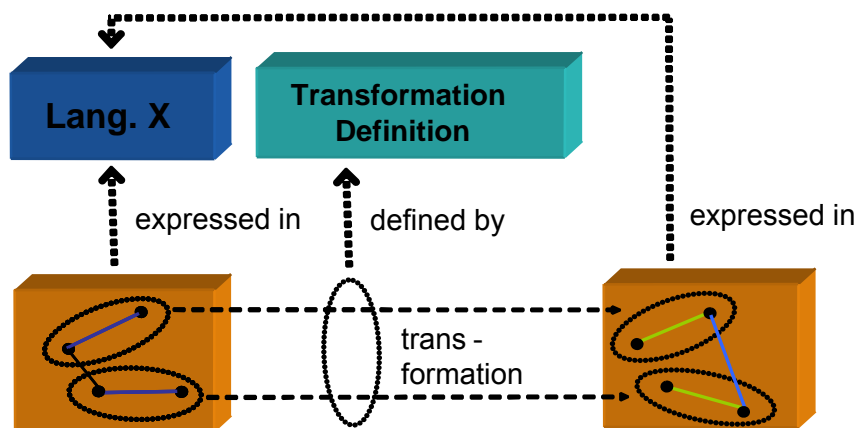 Lang. X
Transformation
Definition
expressed in
defined by
expressed in
trans -
formation